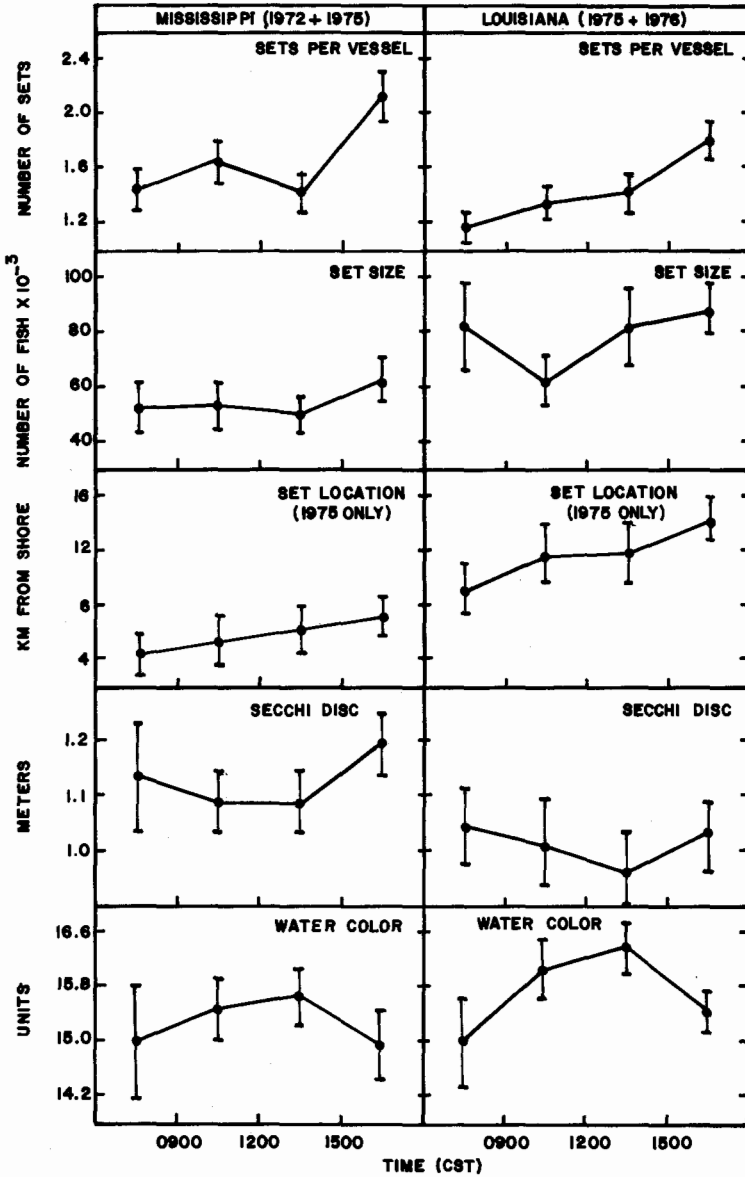 MISSISSIPPI (1972 + 1975)
LOUISIANA (1975 + 1976)
SETS PER VESSEL
SETS PER VESSEL
NUMBER OF SETS
2.4
2.0
1.6
1.2
SET SIZE
SET SIZE
NUMBER OF FISH X10⁻³
100
80
60
40
SET LOCATION
(1975 ONLY)
SET LOCATION
(1975 ONLY)
KM FROM SHORE
16
12
6
4
SECCHI DISC
SECCHI DISC
METERS
1.2
1.1
1.0
WATER COLOR
WATER COLOR
UNITS
16.6
15.8
15.0
14.2
0900 1200 1500 0900 1200 1500
TIME (CST)